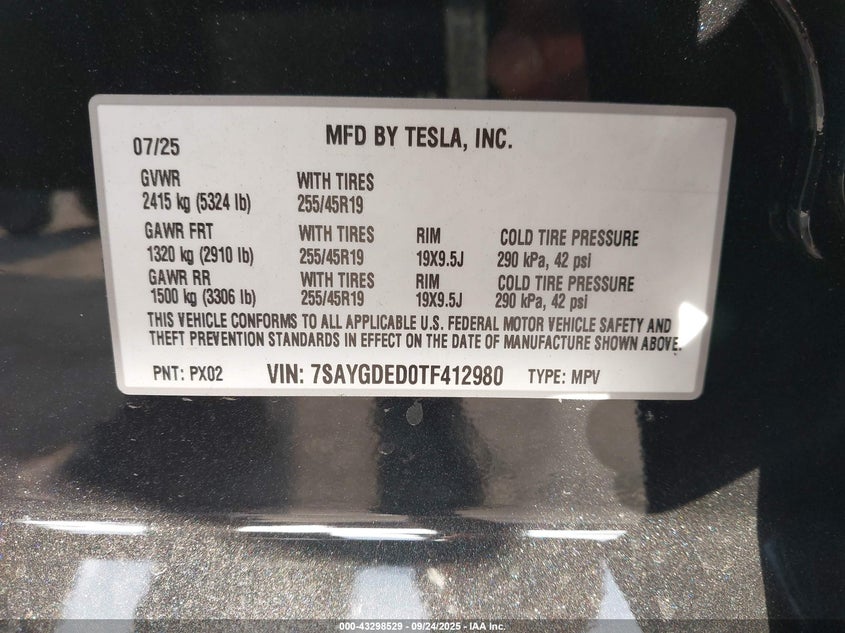 07/25 MFD BY TESLA, INC.
GVWR WITH TIRES
2415 kg (5324 lb) 255/45R19
GAWR FRT WITH TIRES RIM COLD TIRE PRESSURE
1320 kg (2910 lb) 255/45R19 19X9.5J 290 kPa, 42 psi
GAWR RR WITH TIRES RIM COLD TIRE PRESSURE
1500 kg (3306 lb) 255/45R19 19X9.5J 290 kPa, 42 psi
THIS VEHICLE CONFORMS TO ALL APPLICABLE U.S. FEDERAL MOTOR VEHICLE SAFETY AND
THEFT PREVENTION STANDARDS IN EFFECT ON THE DATE OF MANUFACTURE SHOWN ABOVE.
PNT: PX02 VIN: 7SAYGDED0TF412980 TYPE: MPV
000-43298529 - 09/24/2025 - IAA Inc.